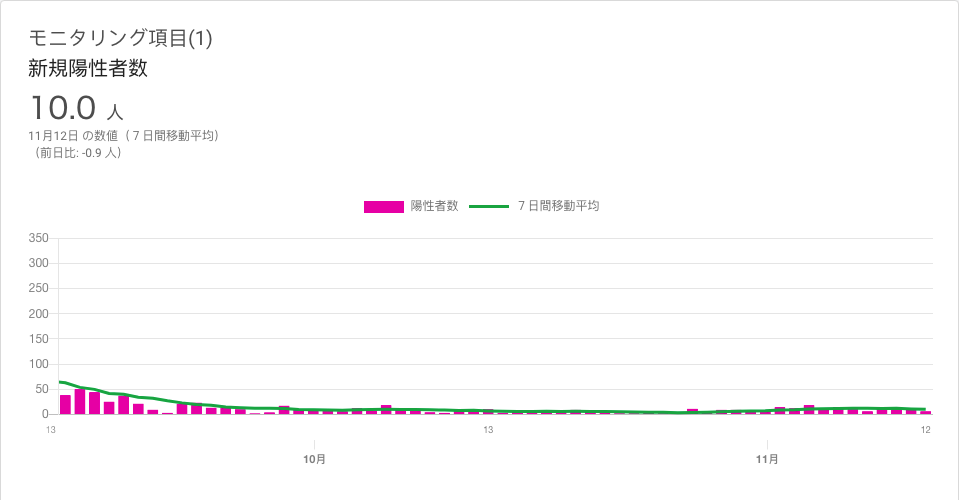 モニタリング項目(1)
新規陽性者数
10.0 人
11月12日 の数値（７日間移動平均）
（前日比: -0.9 人）
陽性者数 ７日間移動平均
350
300
250
200
150
100
50
0
13 13 12
10月 11月